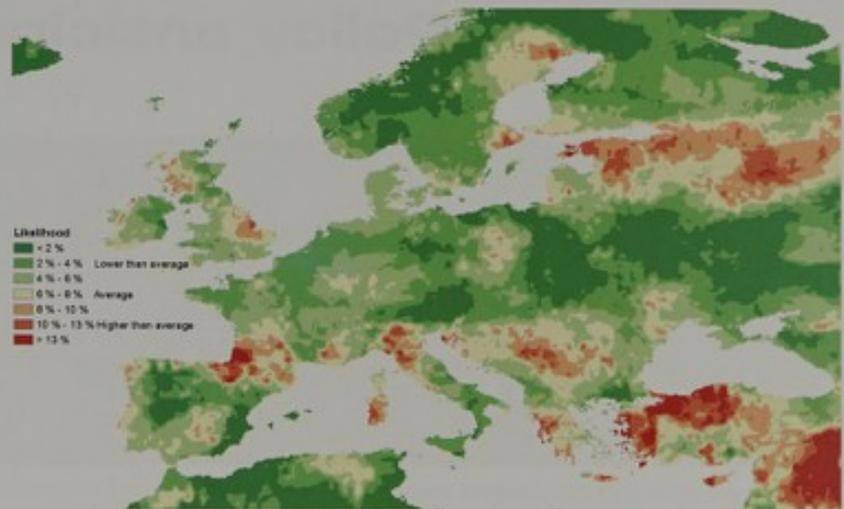 Likelihood
< 2 %
2 % - 4 % Lower than average
4 % - 6 %
6 % - 8 % Average
8 % - 10 %
10 % - 13 % Higher than average
> 13 %